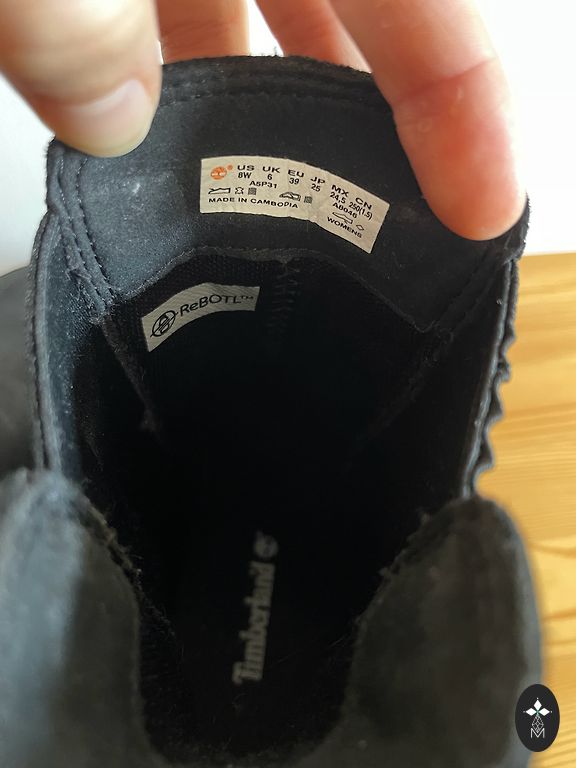 US UK EU JP MX CN
8W 6 39 25 24,5 250(1.5)
A5P31 A8046
MADE IN CAMBODIA
WOMENS
ReBOTL™
Timberland
M